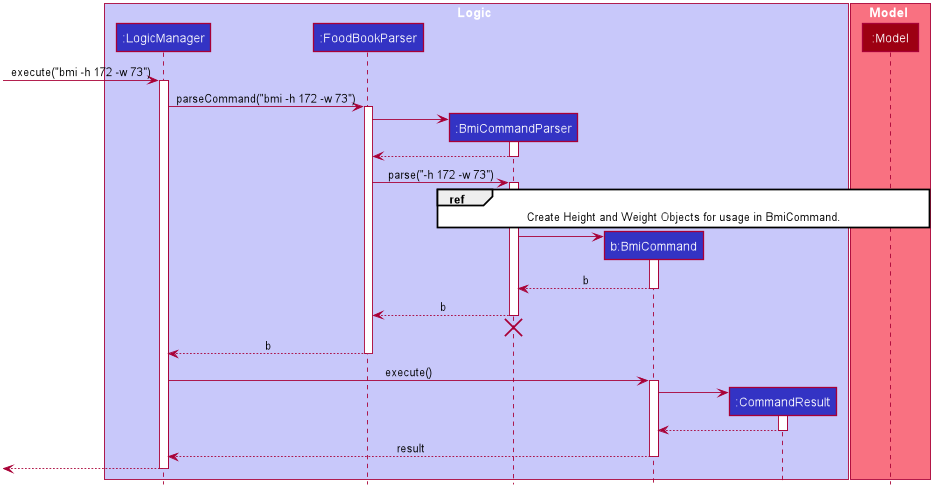 Logic
Model
:LogicManager
:FoodBookParser
:Model
execute("bmi -h 172 -w 73")
parseCommand("bmi -h 172 -w 73")
:BmiCommandParser
parse("-h 172 -w 73")
ref
Create Height and Weight Objects for usage in BmiCommand.
b:BmiCommand
b
b
b
execute()
:CommandResult
result